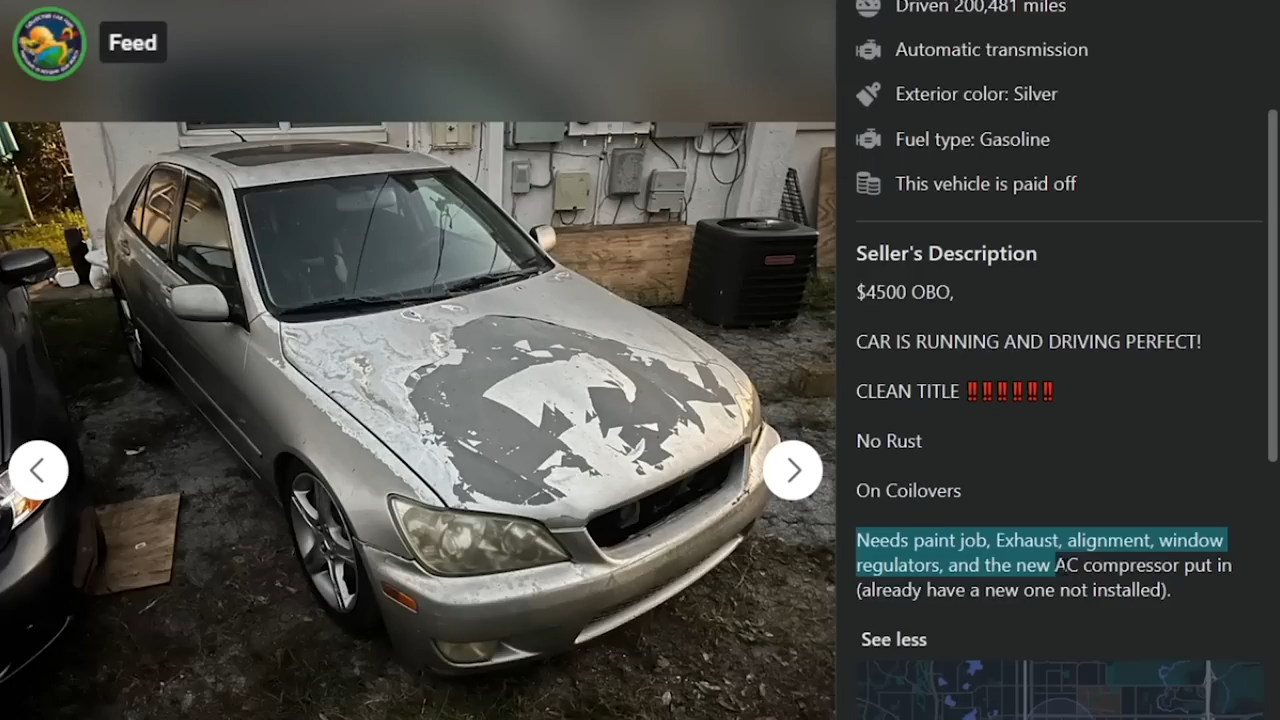 Feed
Driven 200,481 miles
Automatic transmission
Exterior color: Silver
Fuel type: Gasoline
This vehicle is paid off
Seller's Description
$4500 OBO,
CAR IS RUNNING AND DRIVING PERFECT!
CLEAN TITLE ‼️‼️‼️‼️‼️‼️
No Rust
On Coilovers
Needs paint job, Exhaust, alignment, window
regulators, and the new AC compressor put in
(already have a new one not installed).
See less